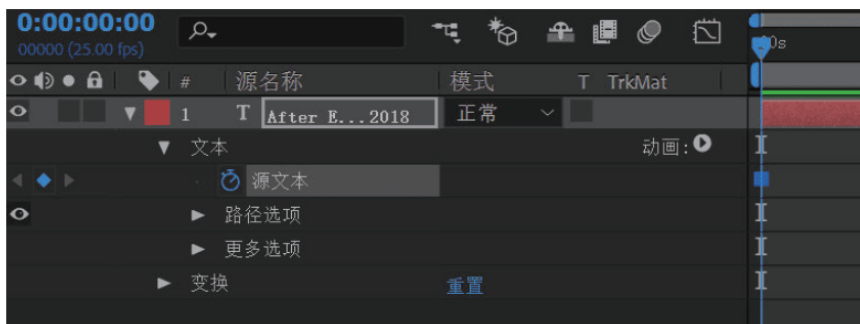 0:00:00:00
00000 (25.00 fps)
# 源名称 模式 T TrkMat
1 T After E...2018 正常
文本 动画:
源文本
路径选项
更多选项
变换 重置